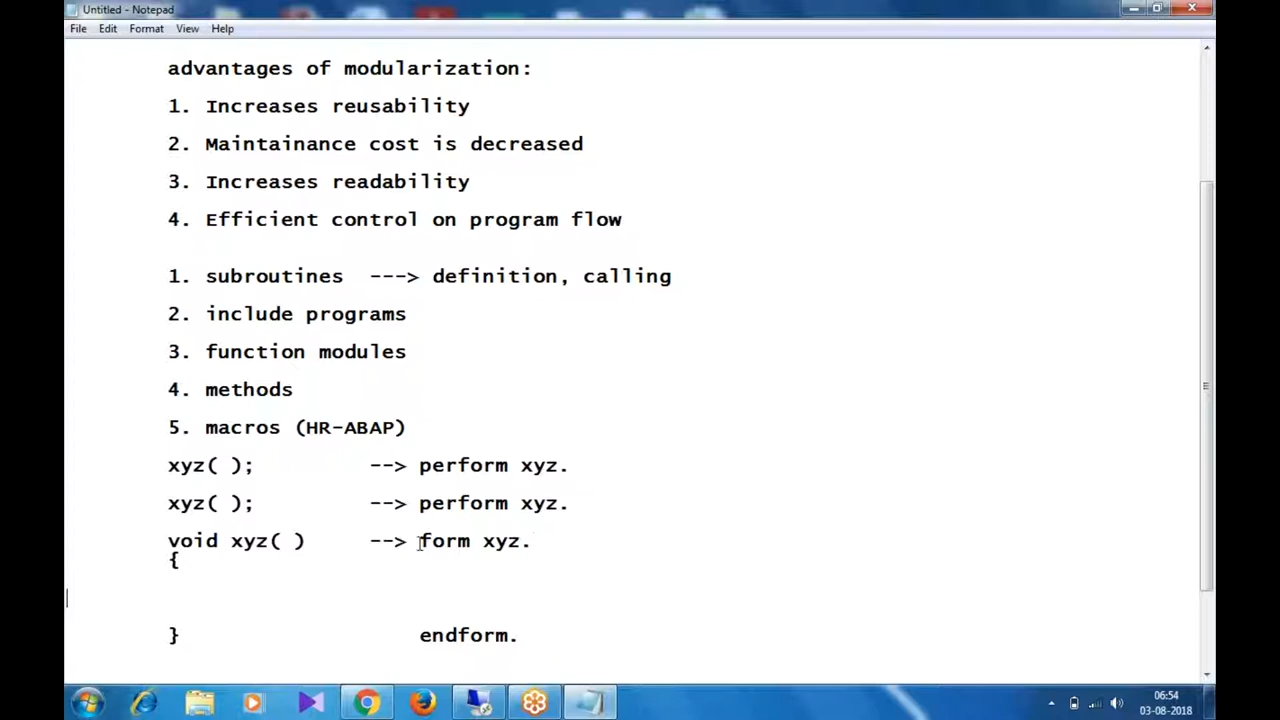 Untitled - Notepad
File Edit Format View Help
advantages of modularization:
1. Increases reusability
2. Maintainance cost is decreased
3. Increases readability
4. Efficient control on program flow
1. subroutines ---> definition, calling
2. include programs
3. function modules
4. methods
5. macros (HR-ABAP)
xyz( ); --> perform xyz.
xyz( ); --> perform xyz.
void xyz( ) --> form xyz.
{
} endform.
06:54
03-08-2018